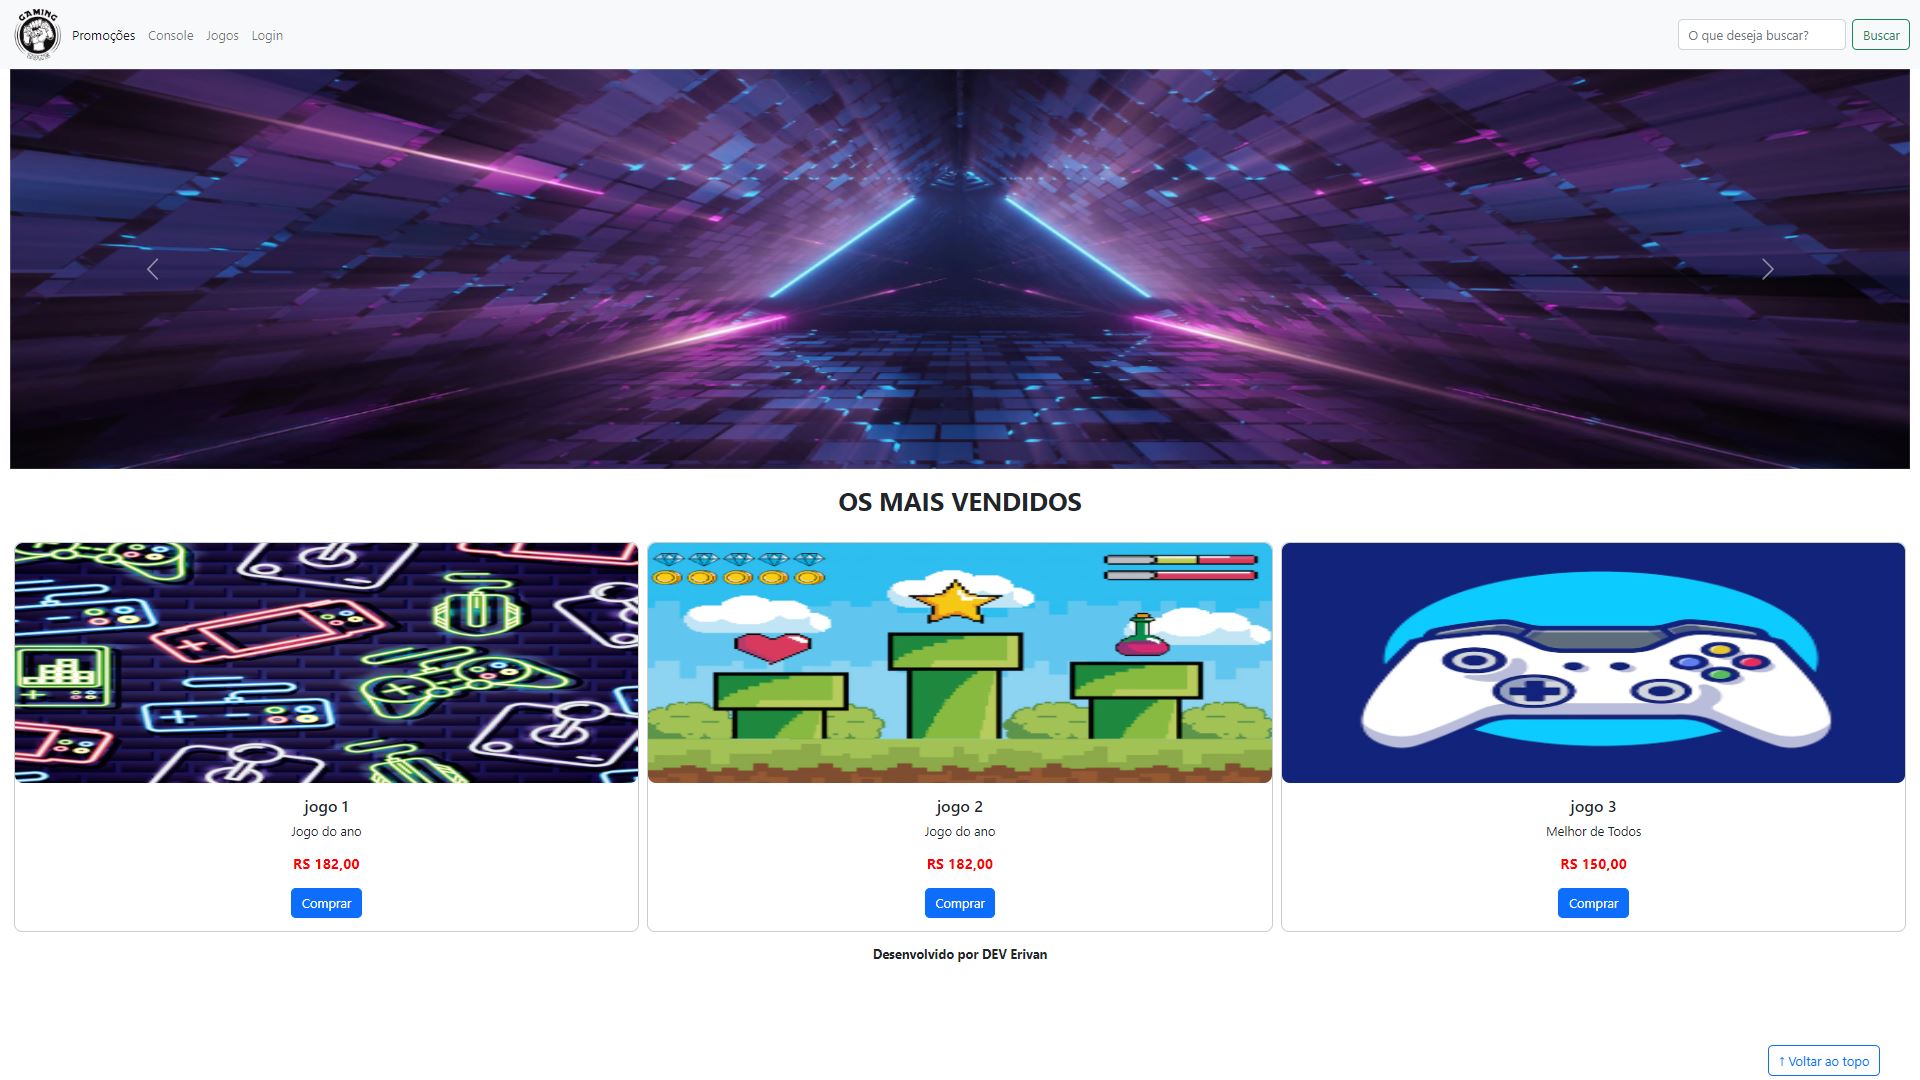 GAMING
Promoções Console Jogos Login
O que deseja buscar? Buscar
OS MAIS VENDIDOS
jogo 1
Jogo do ano
RS 182,00
Comprar
jogo 2
Jogo do ano
RS 182,00
Comprar
jogo 3
Melhor de Todos
RS 150,00
Comprar
Desenvolvido por DEV Erivan
↑ Voltar ao topo